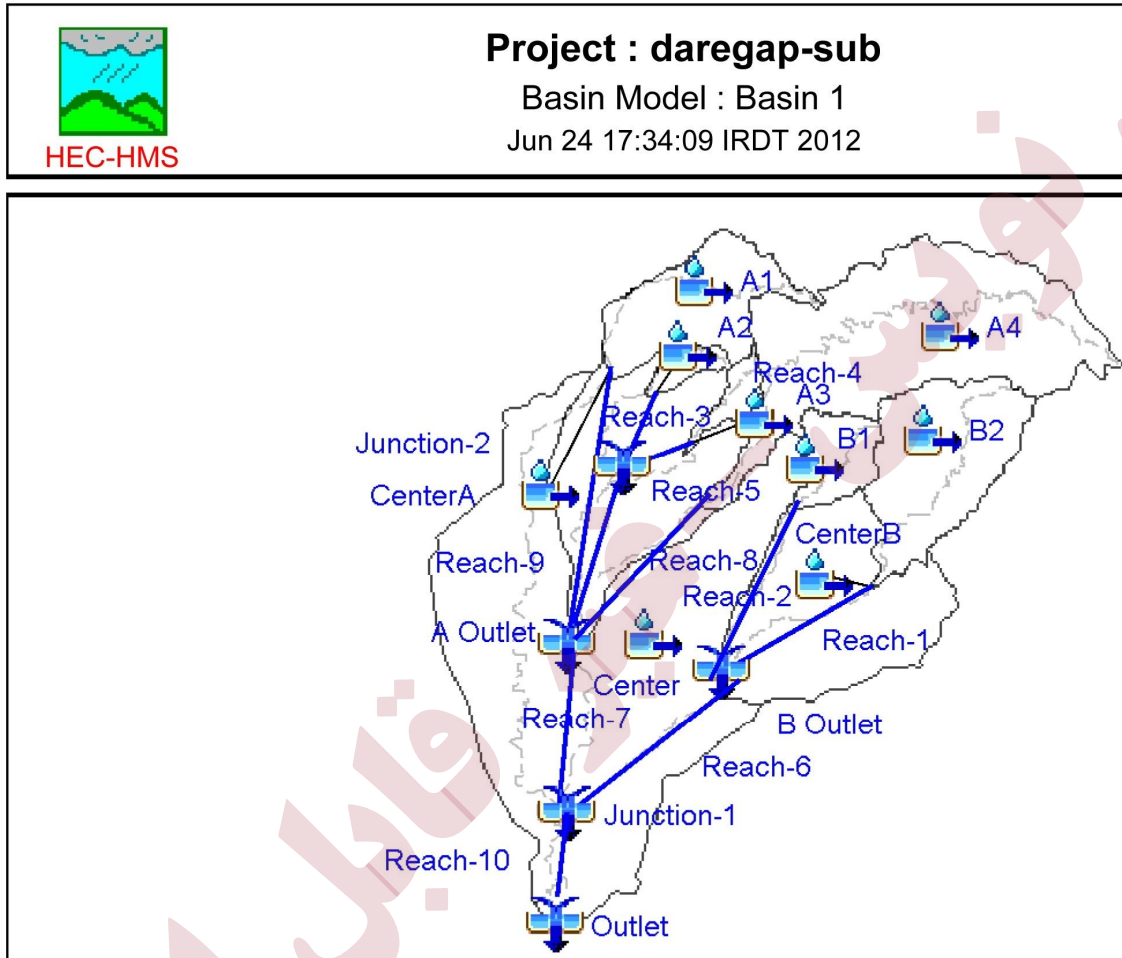 Project : daregap-sub
Basin Model : Basin 1
Jun 24 17:34:09 IRDT 2012
HEC-HMS
A1
A2
A4
Reach-4
A3
Reach-3
B1
B2
Junction-2
CenterA
Reach-5
CenterB
Reach-9
Reach-8
Reach-2
A Outlet
Reach-1
Center
Reach-7
B Outlet
Reach-6
Junction-1
Reach-10
Outlet